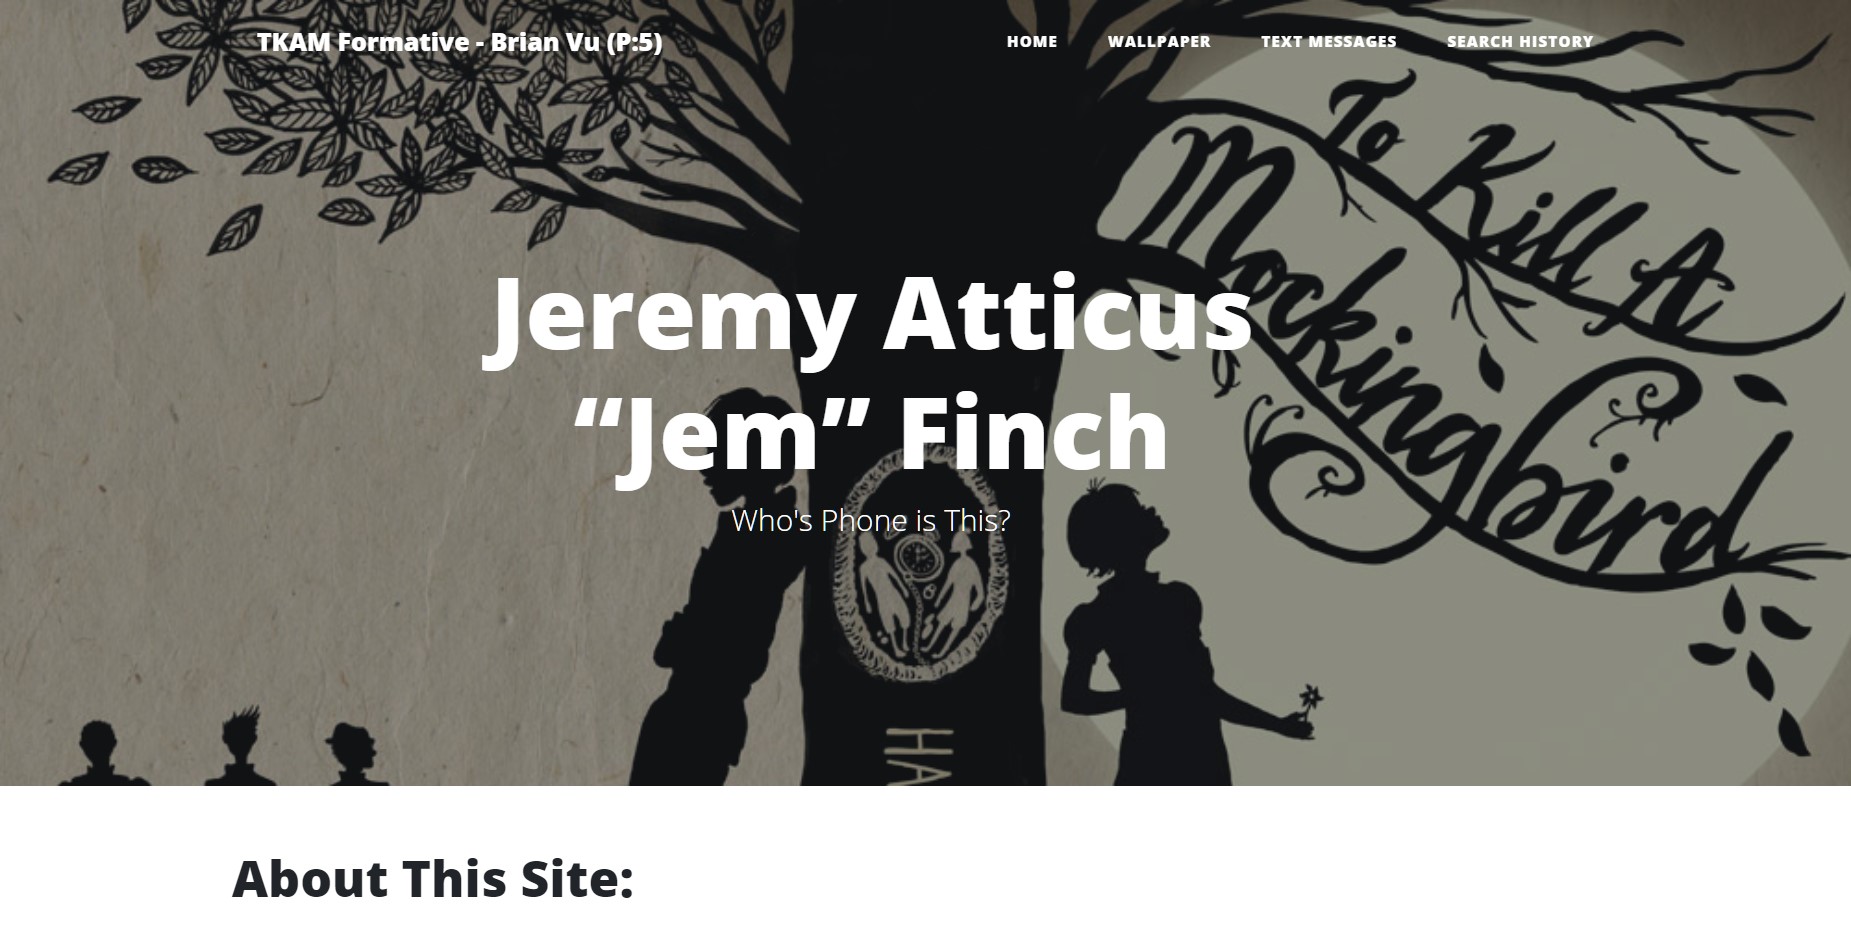 TKAM Formative - Brian Vu (P:5)
HOME WALLPAPER TEXT MESSAGES SEARCH HISTORY
To Kill A
Mockingbird
Jeremy Atticus
“Jem” Finch
Who's Phone is This?
HA
About This Site: